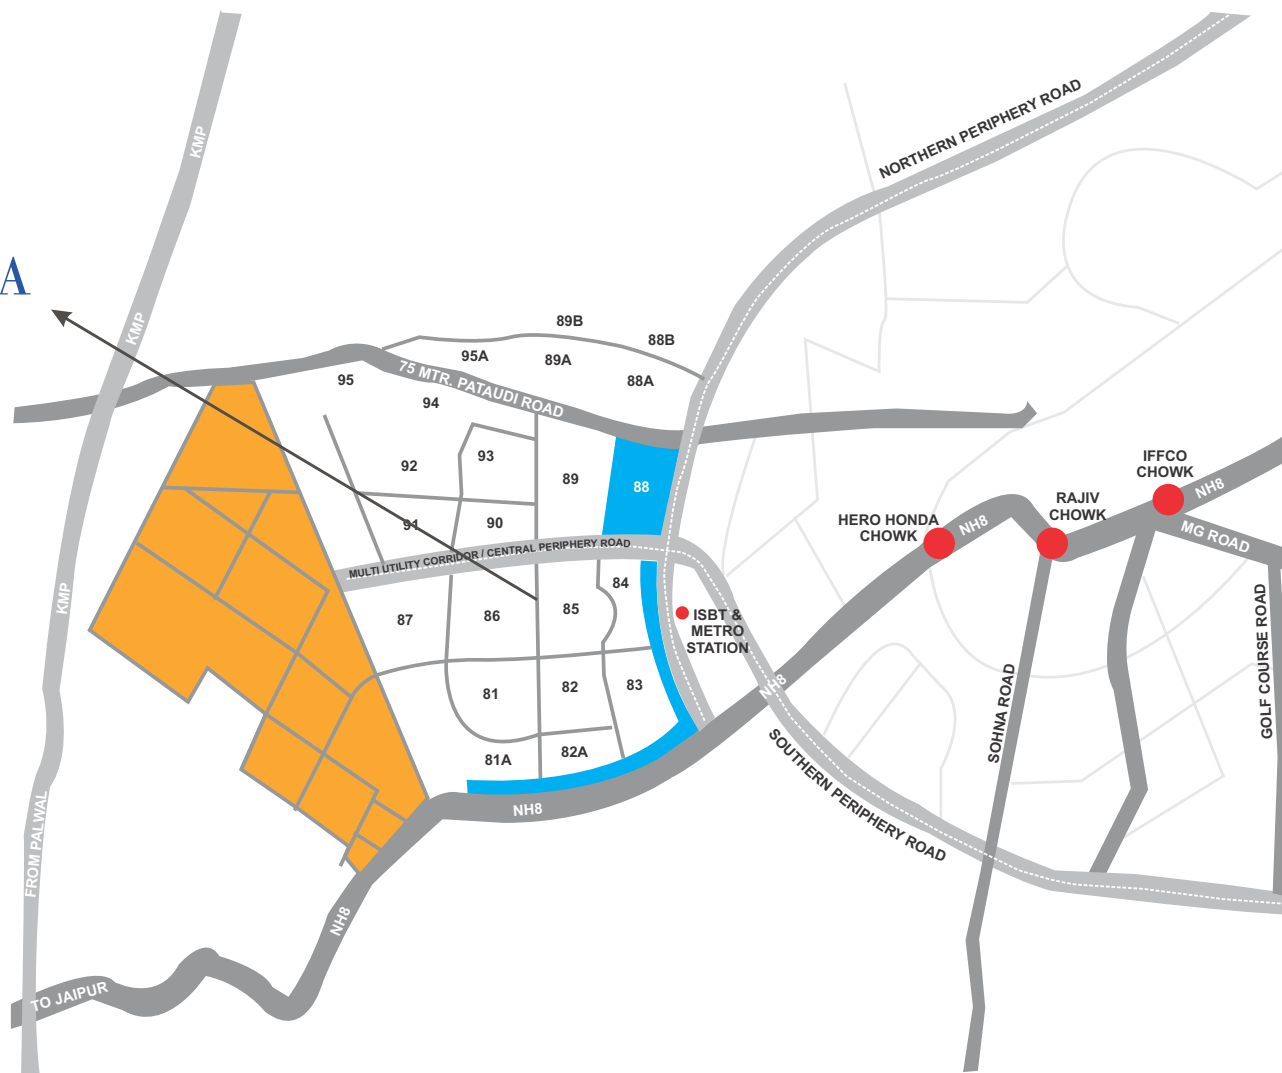 KMP
NORTHERN PERIPHERY ROAD
A
KMP
89B
88B
95A
89A
88A
95
75 MTR. PATAUDI ROAD
94
92
93
89
88
91
90
IFFCO
CHOWK
NH8
RAJIV
CHOWK
HERO HONDA
CHOWK
NH8
MG ROAD
MULTI UTILITY CORRIDOR / CENTRAL PERIPHERY ROAD
KMP
84
87
86
85
ISBT &
METRO
STATION
GOLF COURSE ROAD
81
82
83
NH8
SOHNA ROAD
81A
82A
SOUTHERN PERIPHERY ROAD
NH8
FROM PALWAL
NH8
TO JAIPUR